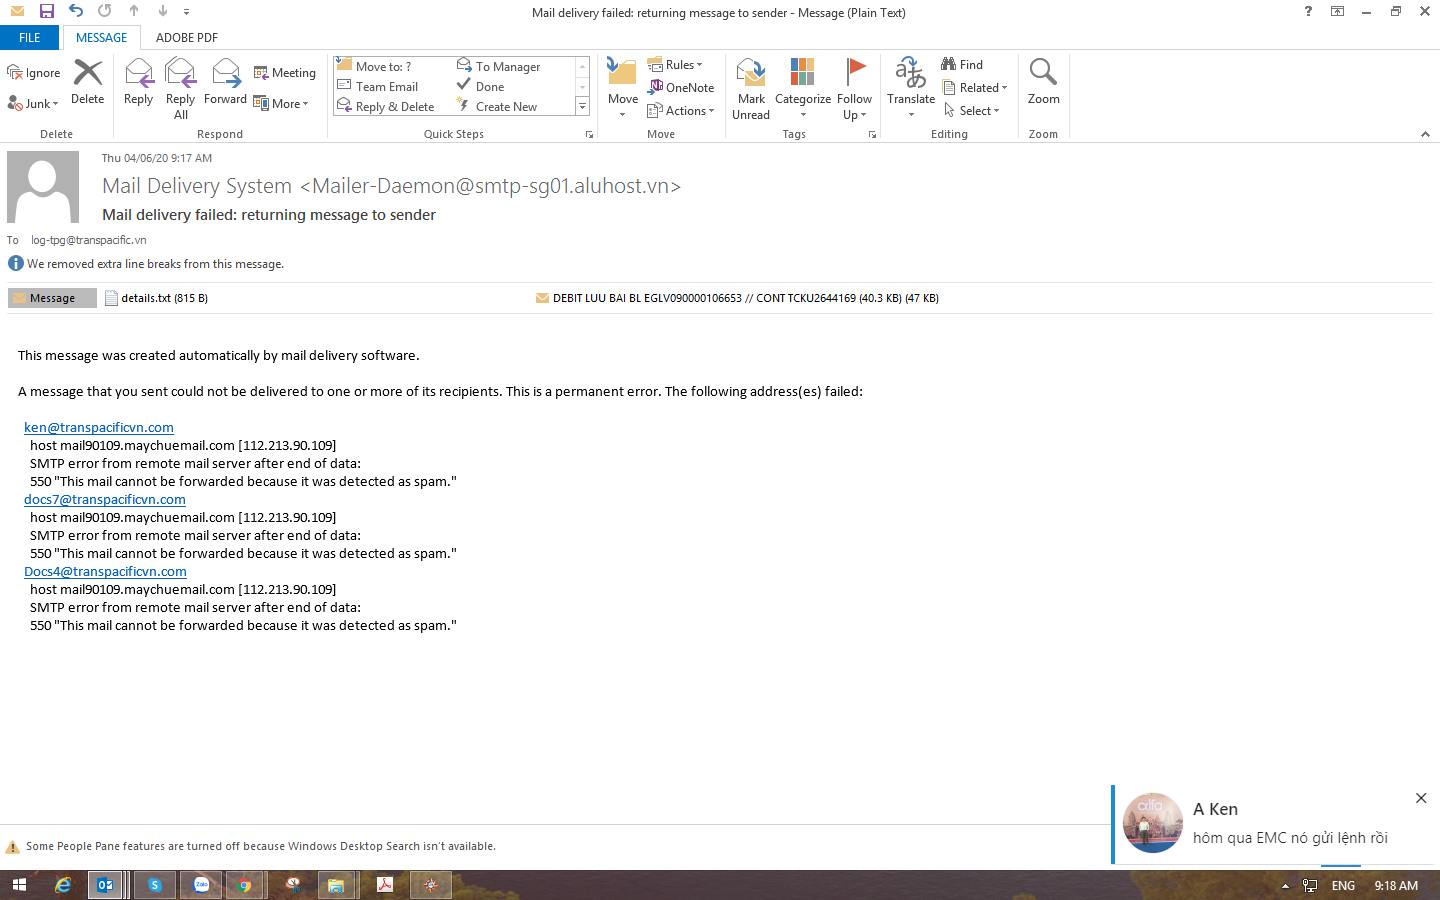 Mail delivery failed: returning message to sender - Message (Plain Text)
FILE
MESSAGE
ADOBE PDF
Ignore
Junk
Delete
Reply
Reply All
Forward
Meeting
More
Move to: ?
Team Email
Reply & Delete
To Manager
Done
Create New
Move
Rules
OneNote
Actions
Mark Unread
Categorize
Follow Up
Translate
Find
Related
Select
Zoom
Delete
Respond
Quick Steps
Move
Tags
Editing
Zoom
Thu 04/06/20 9:17 AM
Mail Delivery System <Mailer-Daemon@smtp-sg01.aluhost.vn>
Mail delivery failed: returning message to sender
To log-tpg@transpacific.vn
We removed extra line breaks from this message.
Message
details.txt (815 B)
DEBIT LUU BAI BL EGLV090000106653 // CONT TCKU2644169 (40.3 KB) (47 KB)
This message was created automatically by mail delivery software.
A message that you sent could not be delivered to one or more of its recipients. This is a permanent error. The following address(es) failed:
ken@transpacificvn.com
host mail90109.maychuemail.com [112.213.90.109]
SMTP error from remote mail server after end of data:
550 "This mail cannot be forwarded because it was detected as spam."
docs7@transpacificvn.com
host mail90109.maychuemail.com [112.213.90.109]
SMTP error from remote mail server after end of data:
550 "This mail cannot be forwarded because it was detected as spam."
Docs4@transpacificvn.com
host mail90109.maychuemail.com [112.213.90.109]
SMTP error from remote mail server after end of data:
550 "This mail cannot be forwarded because it was detected as spam."
A Ken
hôm qua EMC nó gửi lệnh rồi
Some People Pane features are turned off because Windows Desktop Search isn't available.
Zalo
ENG
9:18 AM